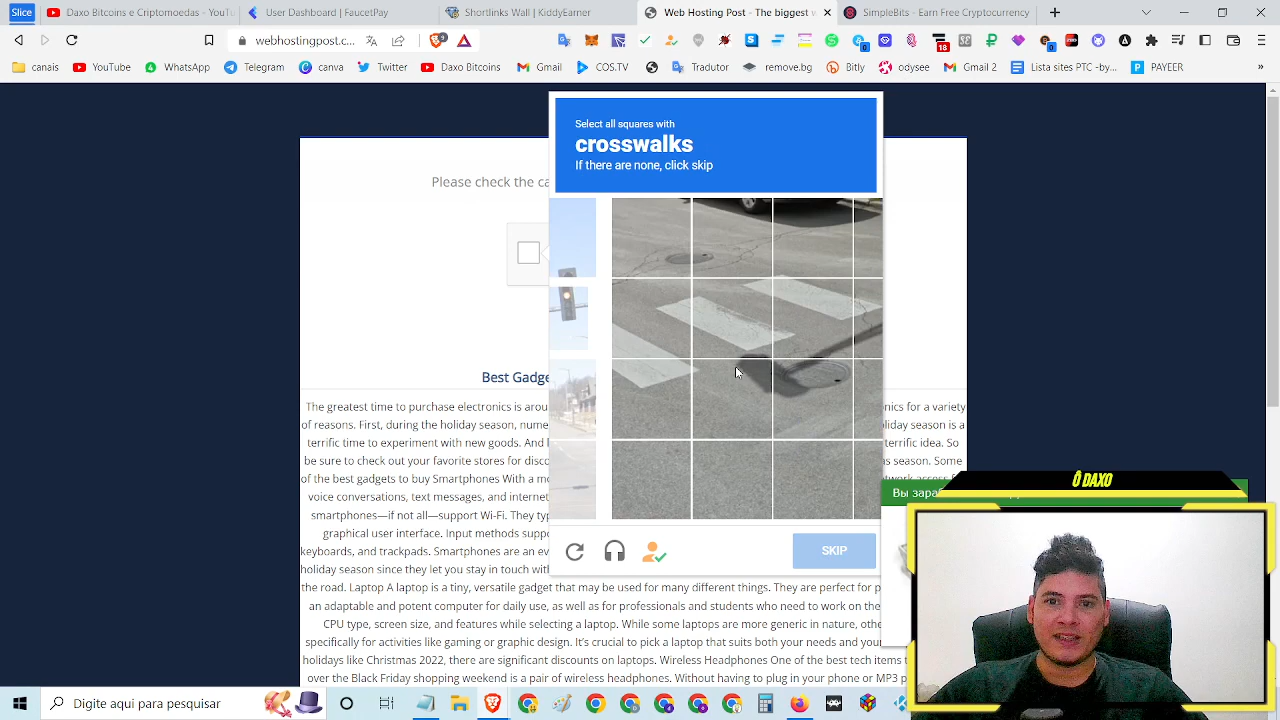 Slice
Daxo Bitcoins e Criptomoedas - YouTu
User Dashboard | FaucetPay
Shortlinks Wall | KiddyEarner
Web Hosting Post - The biggest w
SimpleBits - Earn Free Cryptocurrency
webhostingpost.c
canais
YouTube
WhatsApp
Telegram
canva
Twitter
Daxo Bitcoins
Gmail
COS.TV
Tradutor
remove.bg
Bitly
odysee
Gmail 2
Lista sites PTC -by...
PAYEER
»
Select all squares with
crosswalks
If there are none, click skip
Please check the ca
SKIP
Best Gadge
The greatest time to purchase electronics is arou
nics for a variety
of reasons. First, during the holiday season, nume
liday season is a
terrific time to experiment with new goods. And
terrific idea. So
be sure to check out your favorite stores for disco
as season. Some
of the best gadgets to buy Smartphones With a mo
voice conversations, text messages, and interne
smartphones—if not all—support Wi-Fi. They typ
graphical user interface. Input methods suppo
keyboards, and trackpads. Smartphones are an ex
holiday season since they let you stay in touch with
the road. Laptop A laptop is a tiny, versatile gadget that may be used for many different things. They are perfect for p
an adaptable and potent computer for daily use, as well as for professionals and students who need to work on the
CPU type, screen size, and features while selecting a laptop. While some laptops are more generic in nature, othe
specifically for activities like gaming or graphic design. It's crucial to pick a laptop that suits both your needs and your
holidays like Christmas 2022, there are significant discounts on laptops. Wireless Headphones One of the best tech items t
over the Black Friday shopping weekend is a pair of wireless headphones. Without having to plug in your phone or MP3 p
Вы зара
Ô DAXO
Digite aqui para pesquisar